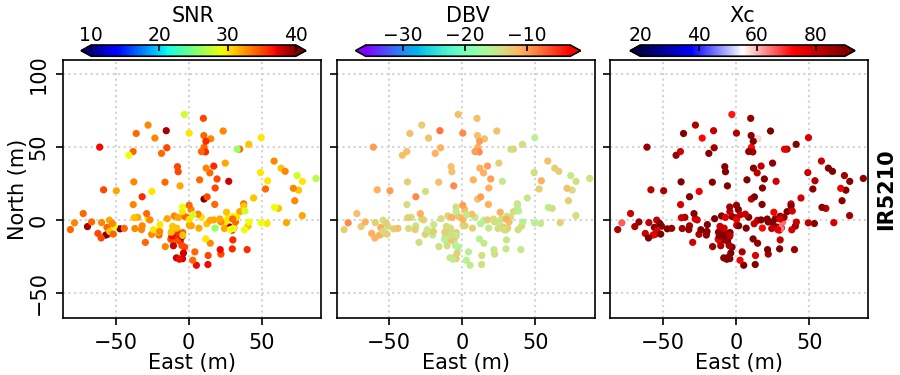 SNR DBV Xc
10 20 30 40 −30 −20 −10 20 40 60 80
100
50
0
−50
North (m)
IR5210
−50 0 50 −50 0 50 −50 0 50
East (m) East (m) East (m)